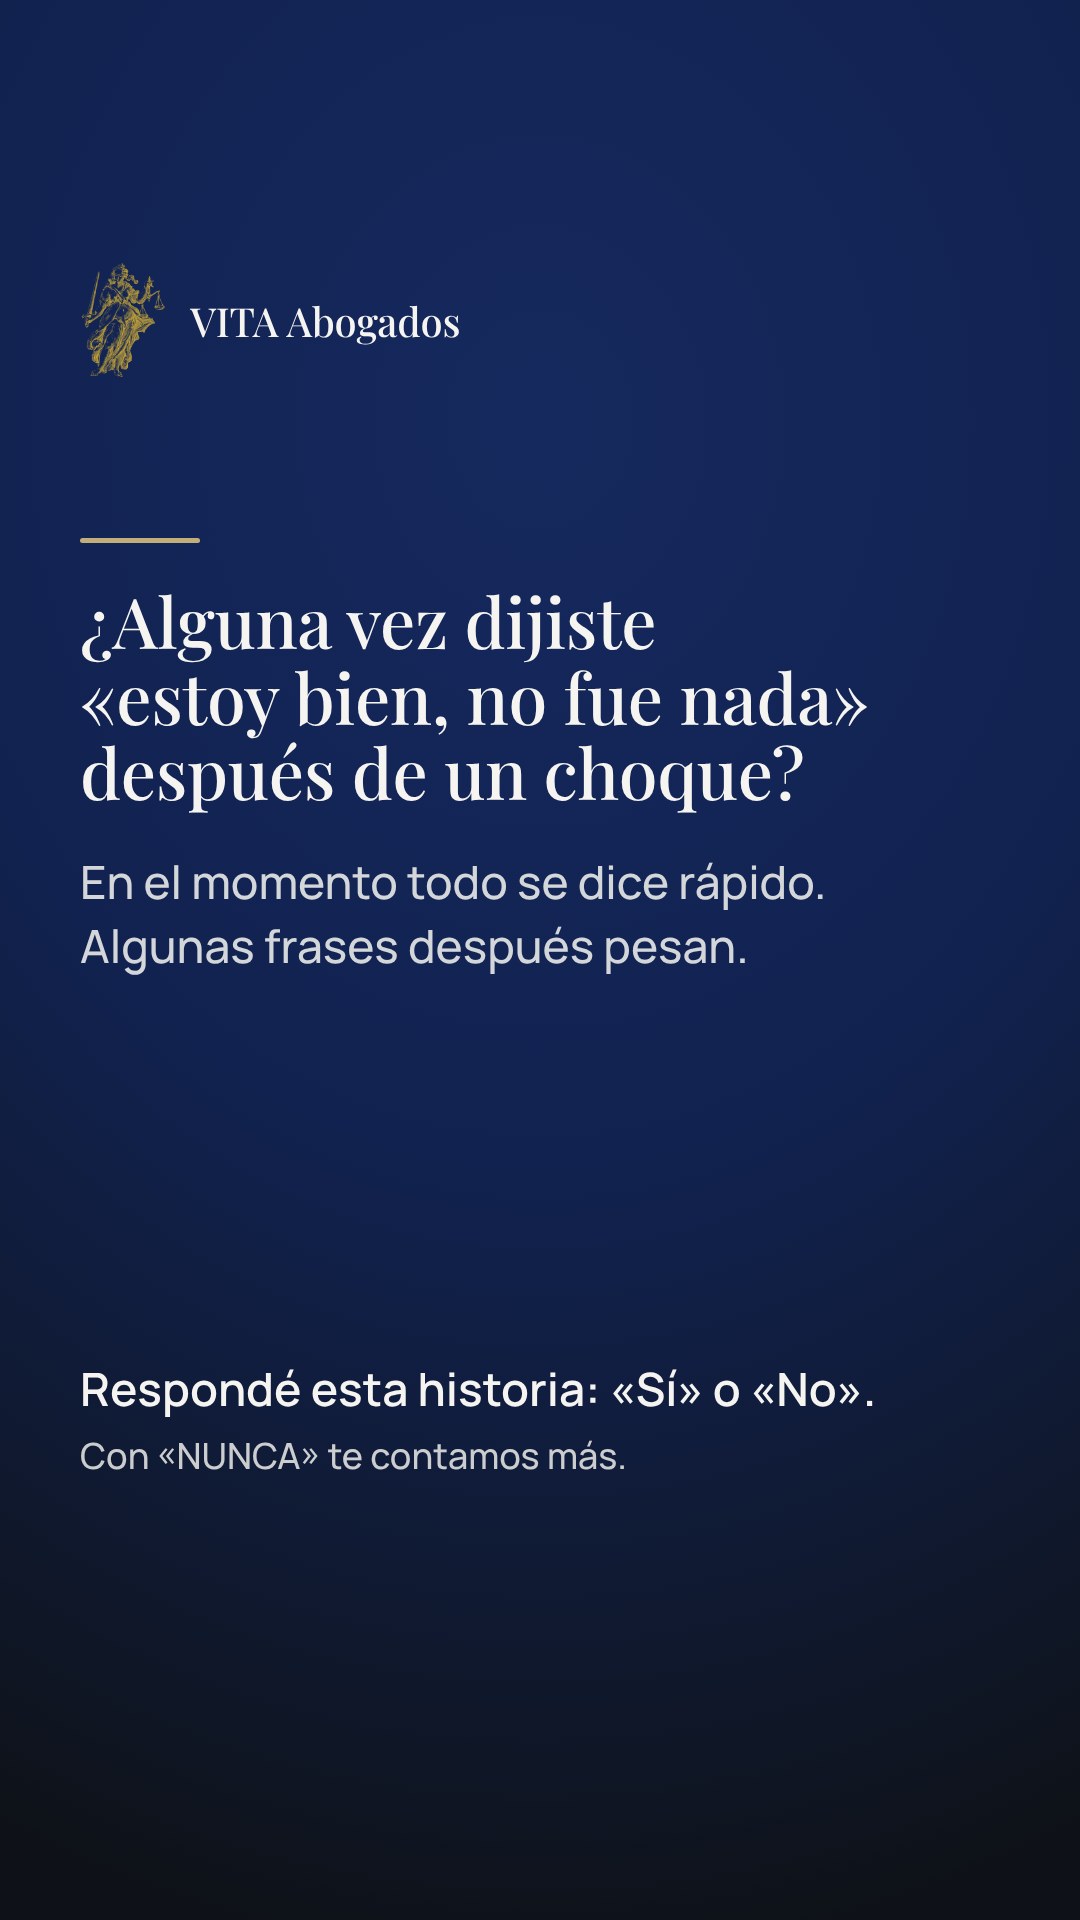 VITA Abogados
¿Alguna vez dijiste
«estoy bien, no fue nada»
después de un choque?
En el momento todo se dice rápido.
Algunas frases después pesan.
Respondé esta historia: «Sí» o «No».
Con «NUNCA» te contamos más.